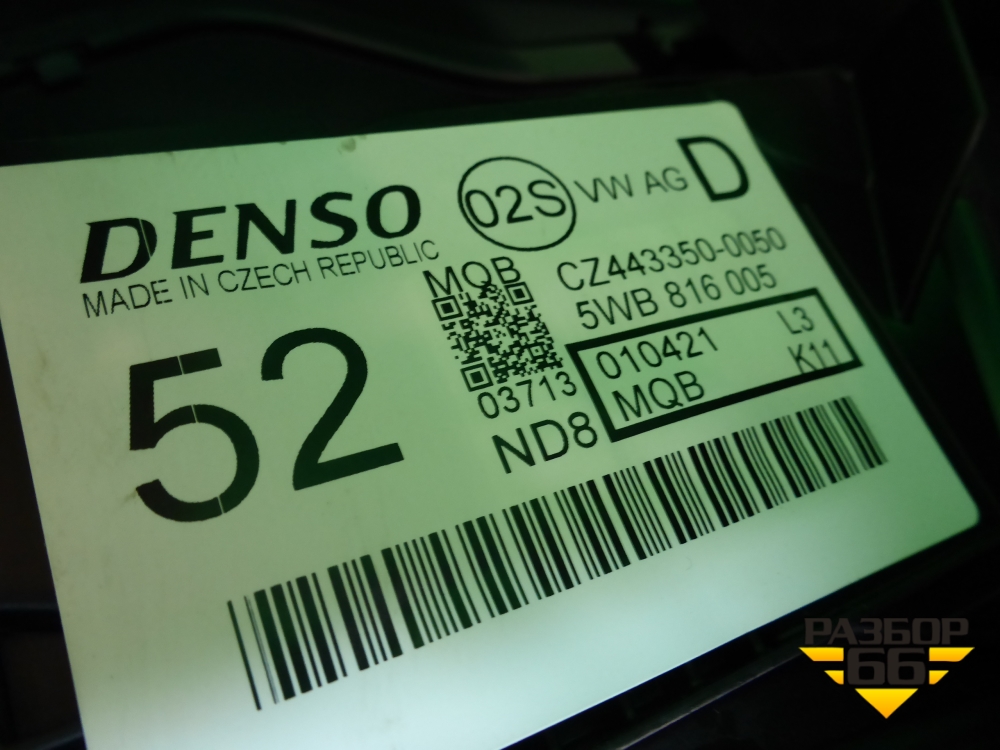 DENSO
MADE IN CZECH REPUBLIC
02S
VW AG
D
MQB
CZ443350-0050
5WB 816 005
52
010421
L3
MQB
K11
03713
ND8
РАЗБОР
66